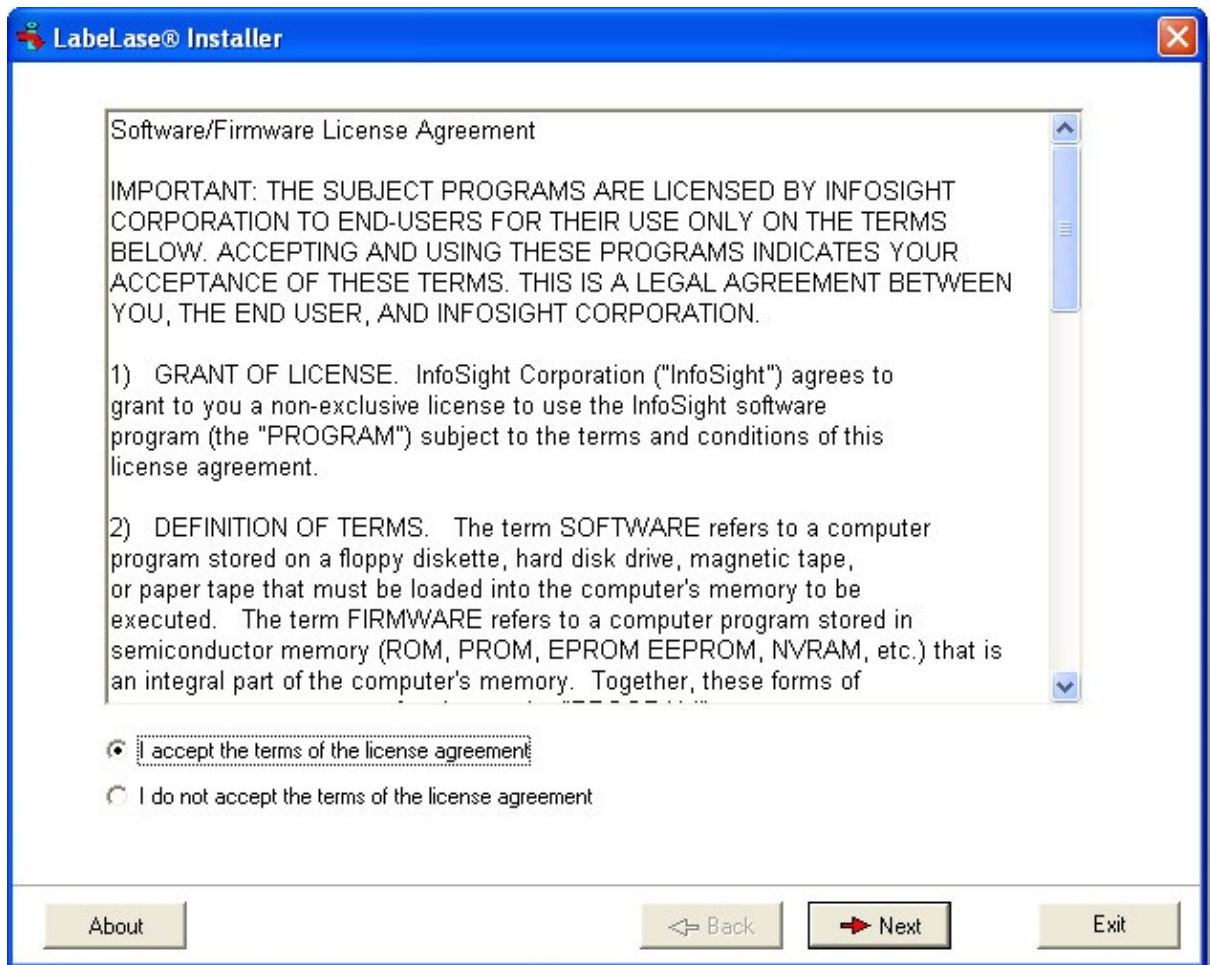 LabeLase® Installer
Software/Firmware License Agreement
IMPORTANT: THE SUBJECT PROGRAMS ARE LICENSED BY INFOSIGHT
CORPORATION TO END-USERS FOR THEIR USE ONLY ON THE TERMS
BELOW. ACCEPTING AND USING THESE PROGRAMS INDICATES YOUR
ACCEPTANCE OF THESE TERMS. THIS IS A LEGAL AGREEMENT BETWEEN
YOU, THE END USER, AND INFOSIGHT CORPORATION.
1) GRANT OF LICENSE. InfoSight Corporation ("InfoSight") agrees to
grant to you a non-exclusive license to use the InfoSight software
program (the "PROGRAM") subject to the terms and conditions of this
license agreement.
2) DEFINITION OF TERMS. The term SOFTWARE refers to a computer
program stored on a floppy diskette, hard disk drive, magnetic tape,
or paper tape that must be loaded into the computer's memory to be
executed. The term FIRMWARE refers to a computer program stored in
semiconductor memory (ROM, PROM, EPROM EEPROM, NVRAM, etc.) that is
an integral part of the computer's memory. Together, these forms of
I accept the terms of the license agreement
I do not accept the terms of the license agreement
About
Back
Next
Exit